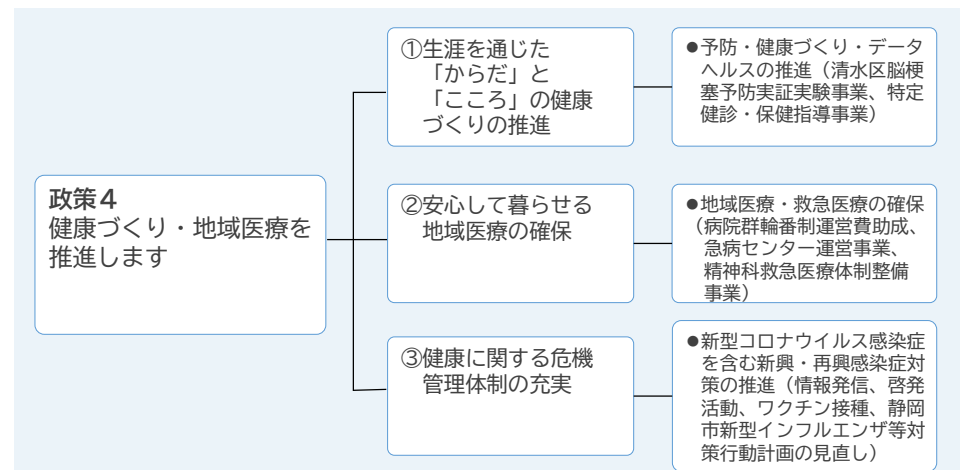 政策４
健康づくり・地域医療を
推進します
①生涯を通じた
「からだ」と
「こころ」の健康
づくりの推進
●予防・健康づくり・データ
ヘルスの推進（清水区脳梗
塞予防実証実験事業、特定
健診・保健指導事業）
②安心して暮らせる
地域医療の確保
●地域医療・救急医療の確保
（病院群輪番制運営費助成、
急病センター運営事業、
精神科救急医療体制整備
事業）
③健康に関する危機
管理体制の充実
●新型コロナウイルス感染症
を含む新興・再興感染症対
策の推進（情報発信、啓発
活動、ワクチン接種、静岡
市新型インフルエンザ等対
策行動計画の見直し）